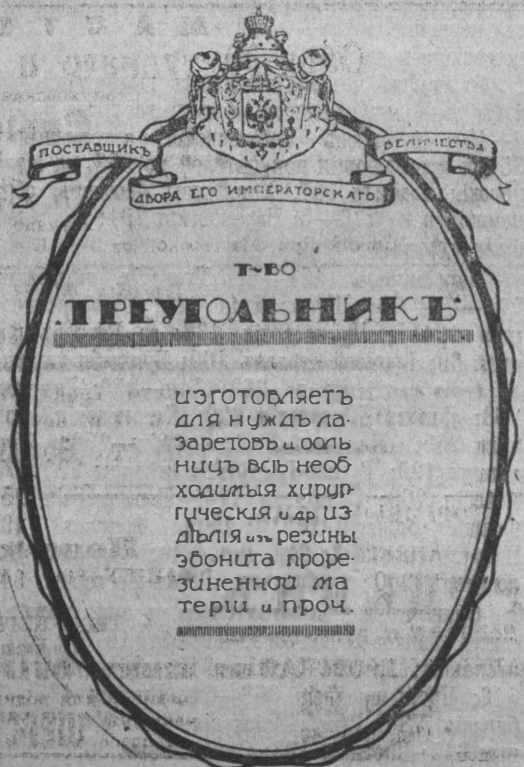 ПОСТАВЩИКЪ
ДВОРА ЕГО ИМПЕРАТОРСКАГО
ВЕЛИЧЕСТВА
Т-ВО
„ТРЕУГОЛЬНИКЪ“
ИЗГОТОВЛЯЕТЪ
ДЛЯ НУЖДЪ ЛА-
ЗАРЕТОВЪ и БОЛЬ
НИЦЪ ВСѢ НЕОБ-
ХОДИМЫЯ ХИРУР-
ГИЧЕСКІЯ и др ИЗ
ДѢЛІЯ изъ РЕЗИНЫ
ЭБОНИТА ПРОРЕ-
ЗИНЕННОЙ МА
ТЕРІИ и ПРОЧ.